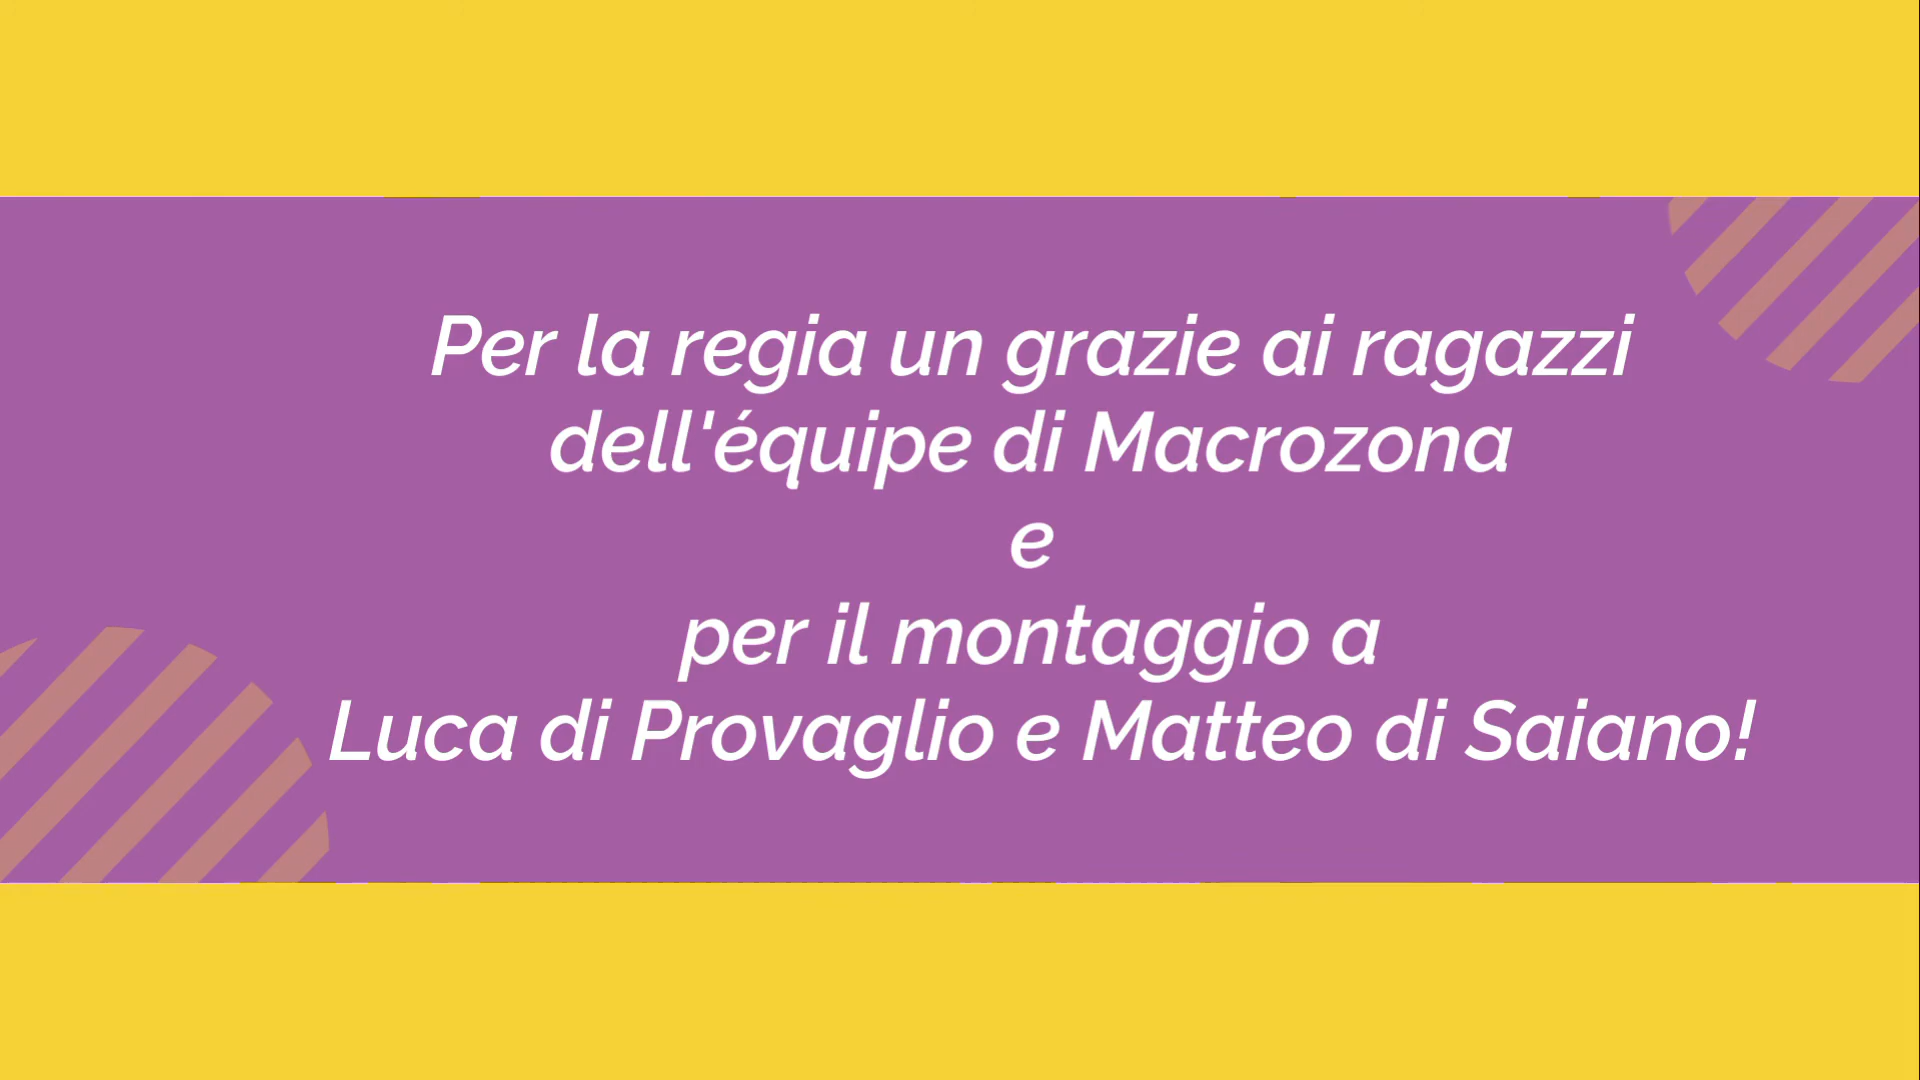 Per la regia un grazie ai ragazzi
dell'équipe di Macrozona
e
per il montaggio a
Luca di Provaglio e Matteo di Saiano!